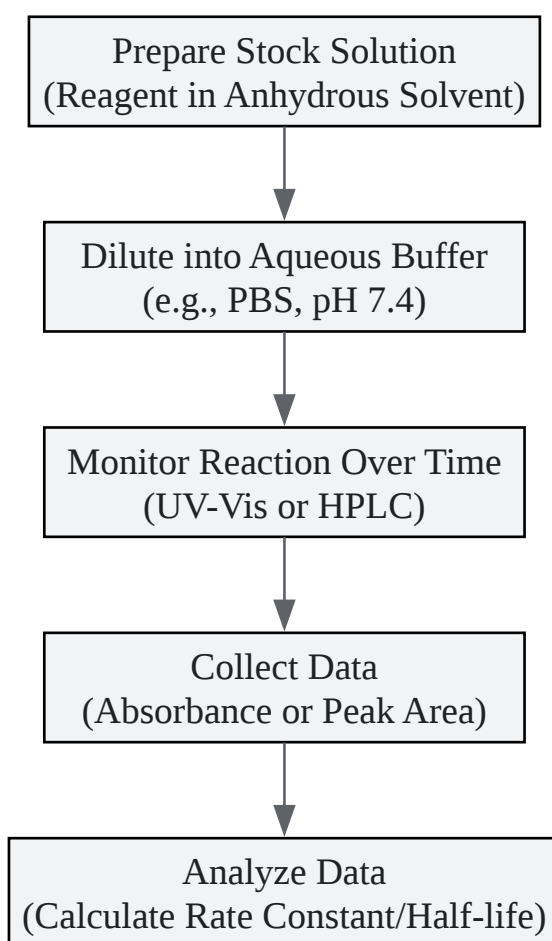 Prepare Stock Solution
(Reagent in Anhydrous Solvent)
Dilute into Aqueous Buffer
(e.g., PBS, pH 7.4)
Monitor Reaction Over Time
(UV-Vis or HPLC)
Collect Data
(Absorbance or Peak Area)
Analyze Data
(Calculate Rate Constant/Half-life)